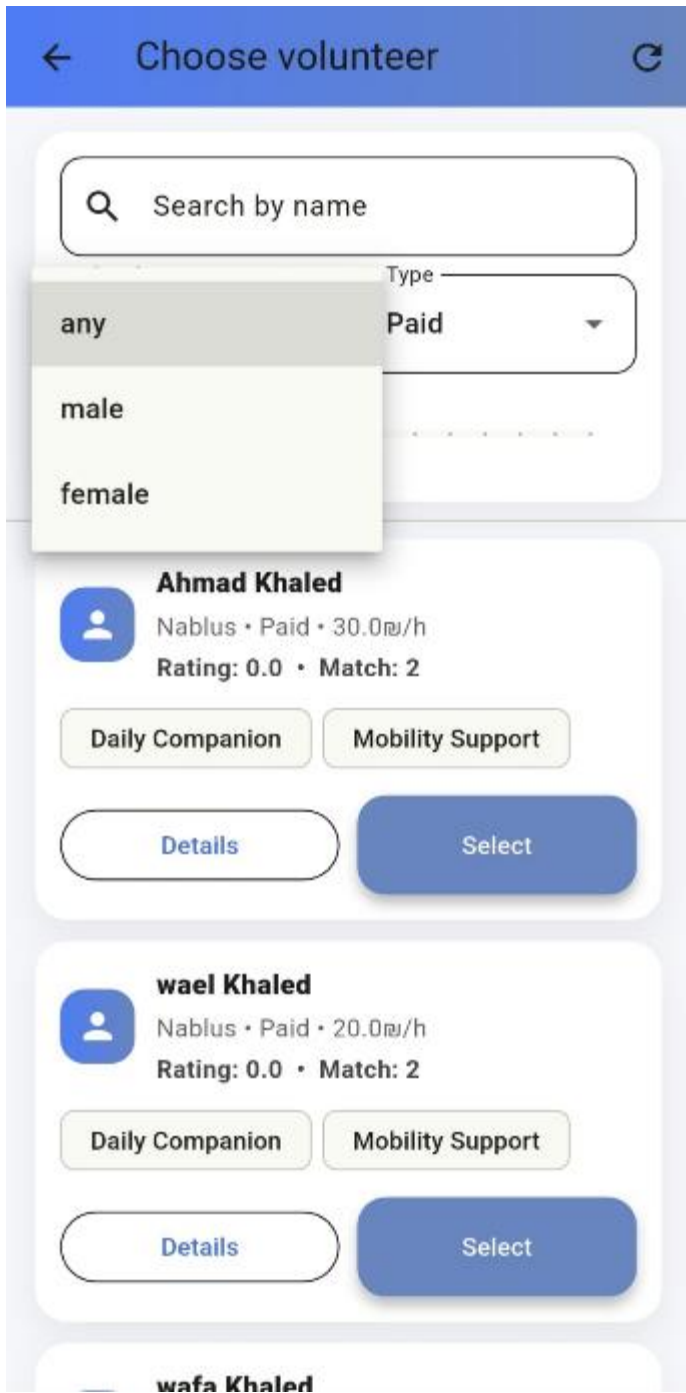 Choose volunteer
Search by name
Type
any
Paid
male
female
Ahmad Khaled
Nablus • Paid • 30.0₪/h
Rating: 0.0 • Match: 2
Daily Companion
Mobility Support
Details
Select
wael Khaled
Nablus • Paid • 20.0₪/h
Rating: 0.0 • Match: 2
Daily Companion
Mobility Support
Details
Select
wafa Khaled